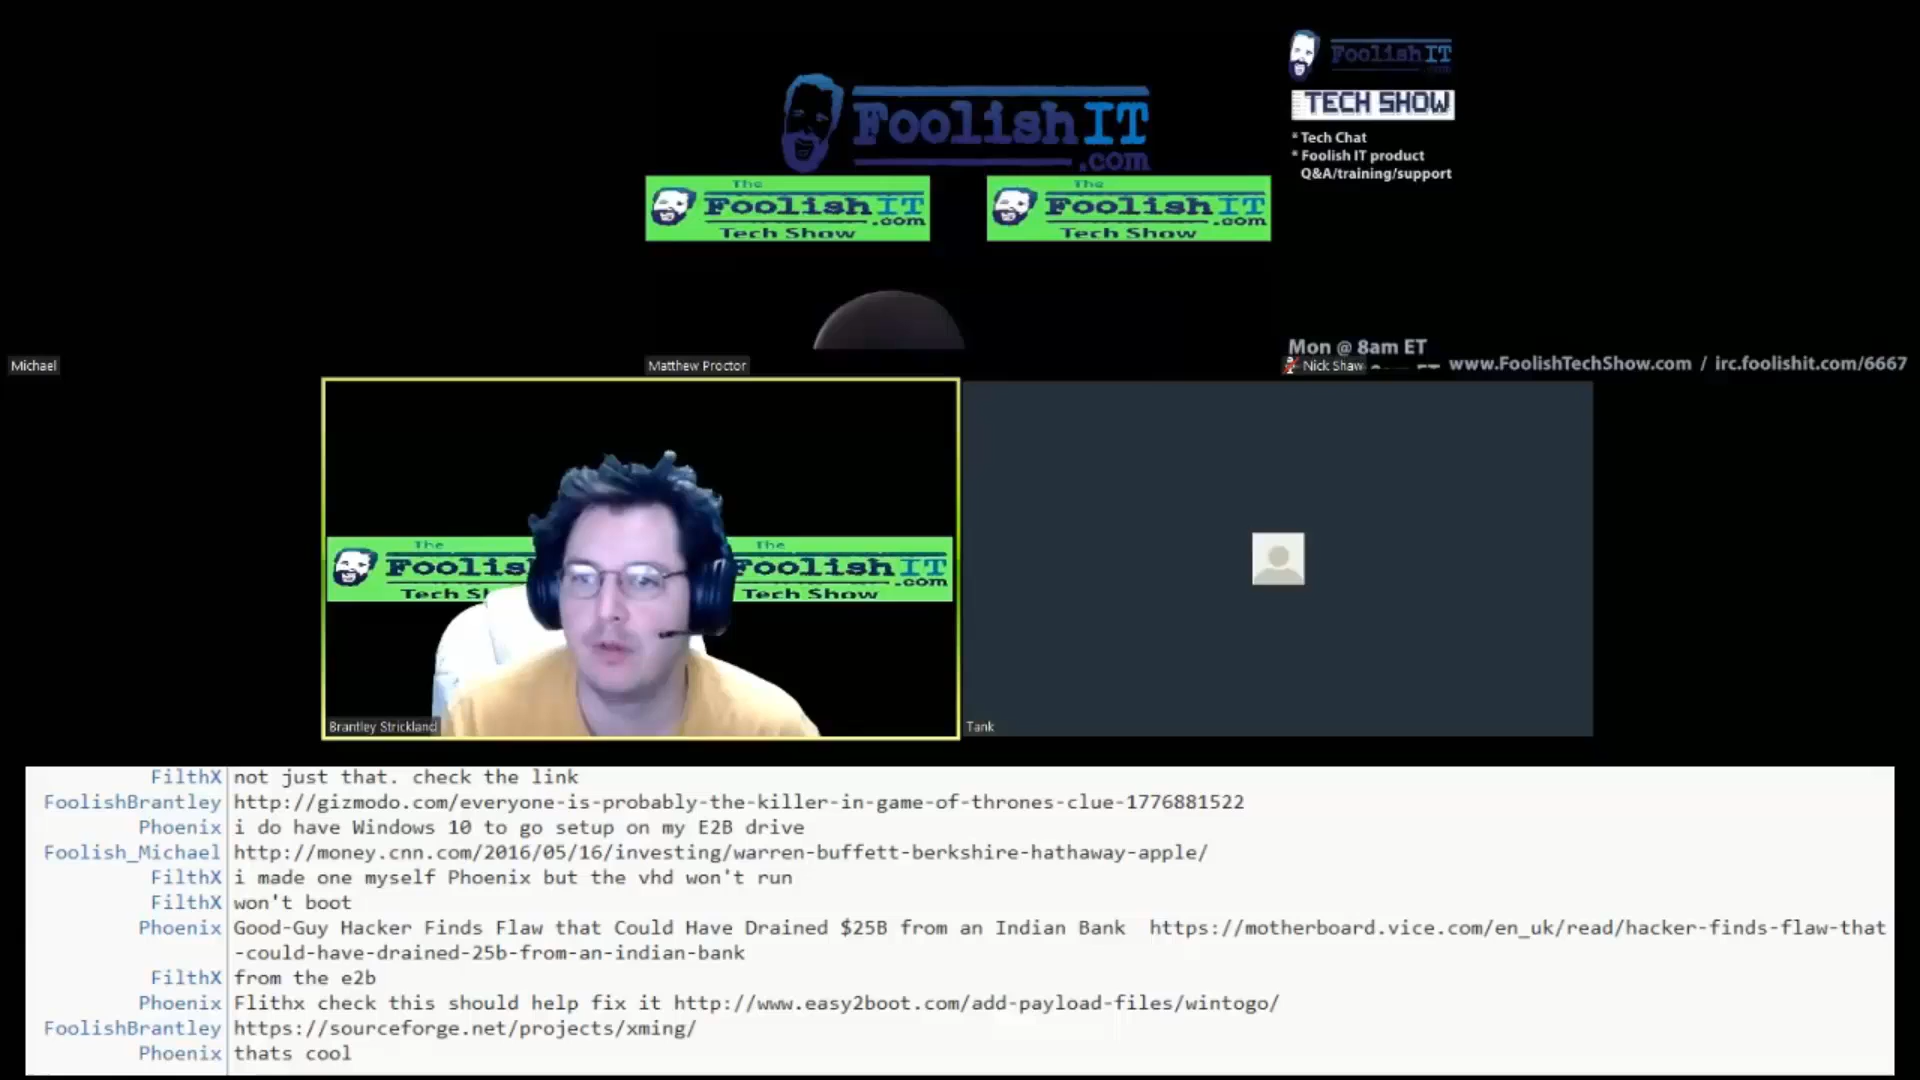 FoolishIT
.com
FoolishIT
.com
TECH SHOW
* Tech Chat
* Foolish IT product
Q&A/training/support
The
FoolishIT
.com
Tech Show
The
FoolishIT
.com
Tech Show
Mon @ 8am ET
Michael
Matthew Proctor
Nick Shaw
www.FoolishTechShow.com / irc.foolishit.com/6667
The
Foolis
Tech S
The
FoolishIT
.com
Tech Show
Brantley Strickland
Tank
FilthX not just that. check the link
FoolishBrantley http://gizmodo.com/everyone-is-probably-the-killer-in-game-of-thrones-clue-1776881522
Phoenix i do have Windows 10 to go setup on my E2B drive
Foolish_Michael http://money.cnn.com/2016/05/16/investing/warren-buffett-berkshire-hathaway-apple/
FilthX i made one myself Phoenix but the vhd won't run
FilthX won't boot
Phoenix Good-Guy Hacker Finds Flaw that Could Have Drained $25B from an Indian Bank https://motherboard.vice.com/en_uk/read/hacker-finds-flaw-that
-could-have-drained-25b-from-an-indian-bank
FilthX from the e2b
Phoenix Flithx check this should help fix it http://www.easy2boot.com/add-payload-files/wintogo/
FoolishBrantley https://sourceforge.net/projects/xming/
Phoenix thats cool